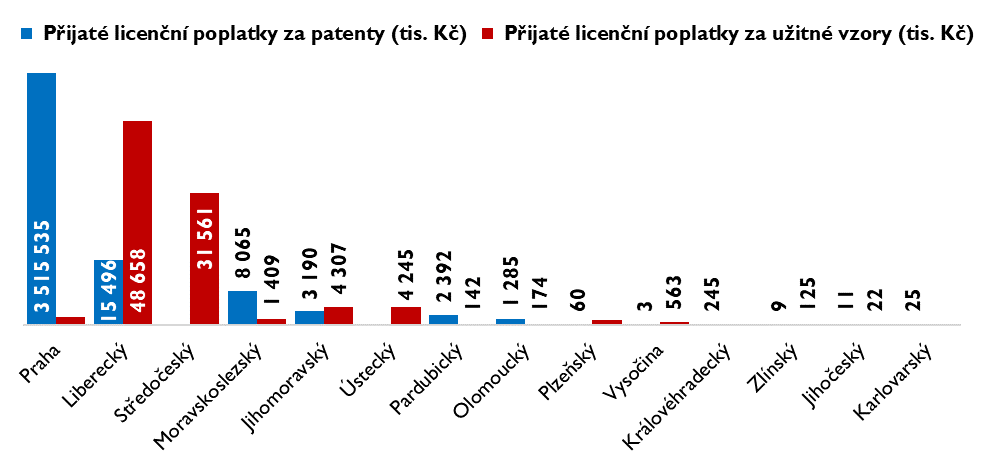 Přijaté licenční poplatky za patenty (tis. Kč) Přijaté licenční poplatky za užitné vzory (tis. Kč)
3 515 535
15 496
48 658
31 561
8 065
1 409
3 190
4 307
4 245
2 392
142
1 285
174
60
3
563
245
9
125
11
22
25
Praha
Liberecký
Středočeský
Moravskoslezský
Jihomoravský
Ústecký
Pardubický
Olomoucký
Plzeňský
Vysočina
Královéhradecký
Zlínský
Jihočeský
Karlovarský